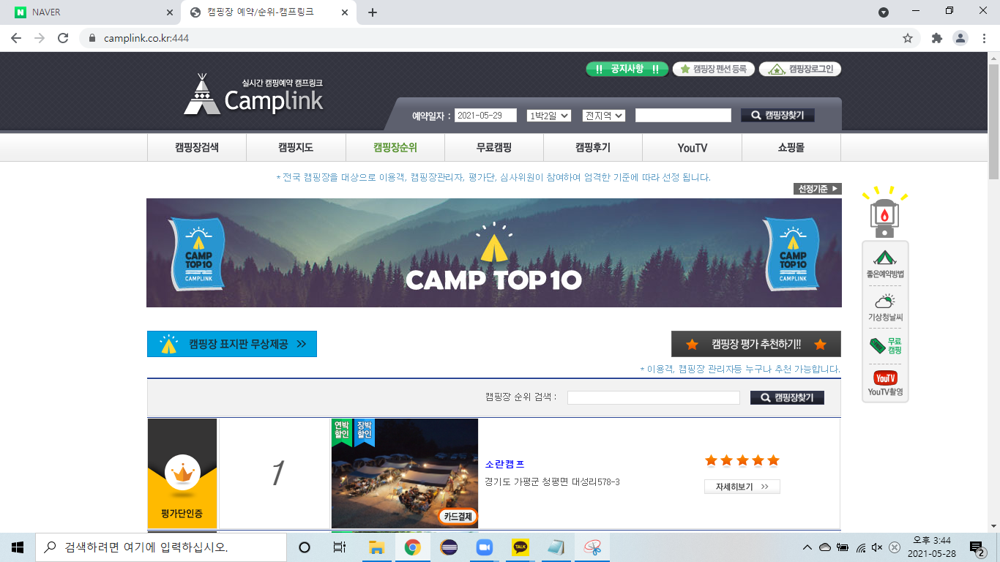 NAVER
캠핑장 예약/순위-캠프링크
camplink.co.kr:444
!! 공지사항 !!
캠핑장 펜션 등록
캠핑장로그인
실시간 캠핑예약 캠프링크
Camplink
예약일자 : 2021-05-29 1박2일 전지역 캠핑장찾기
캠핑장검색 캠핑지도 캠핑장순위 무료캠핑 캠핑후기 YouTV 쇼핑몰
* 전국 캠핑장을 대상으로 이용객, 캠핑장관리자, 평가단, 심사위원이 참여하여 엄격한 기준에 따라 선정 됩니다.
선정기준 ▶
CAMP
TOP10
CAMPLINK
CAMP TOP 10
CAMP
TOP10
CAMPLINK
좋은예약방법
기상청날씨
무료
캠핑
YouTV
YouTV촬영
캠핑장 표지판 무상제공 >>
캠핑장 평가 추천하기!!
* 이용객, 캠핑장 관리자등 누구나 추천 가능합니다.
캠핑장 순위 검색 : 캠핑장찾기
평가단인증
1
연박
할인
장박
할인
카드결제
소란캠프
경기도 가평군 청평면 대성리578-3
자세히보기 >>
검색하려면 여기에 입력하십시오.
TALK
오후 3:44
2021-05-28
2